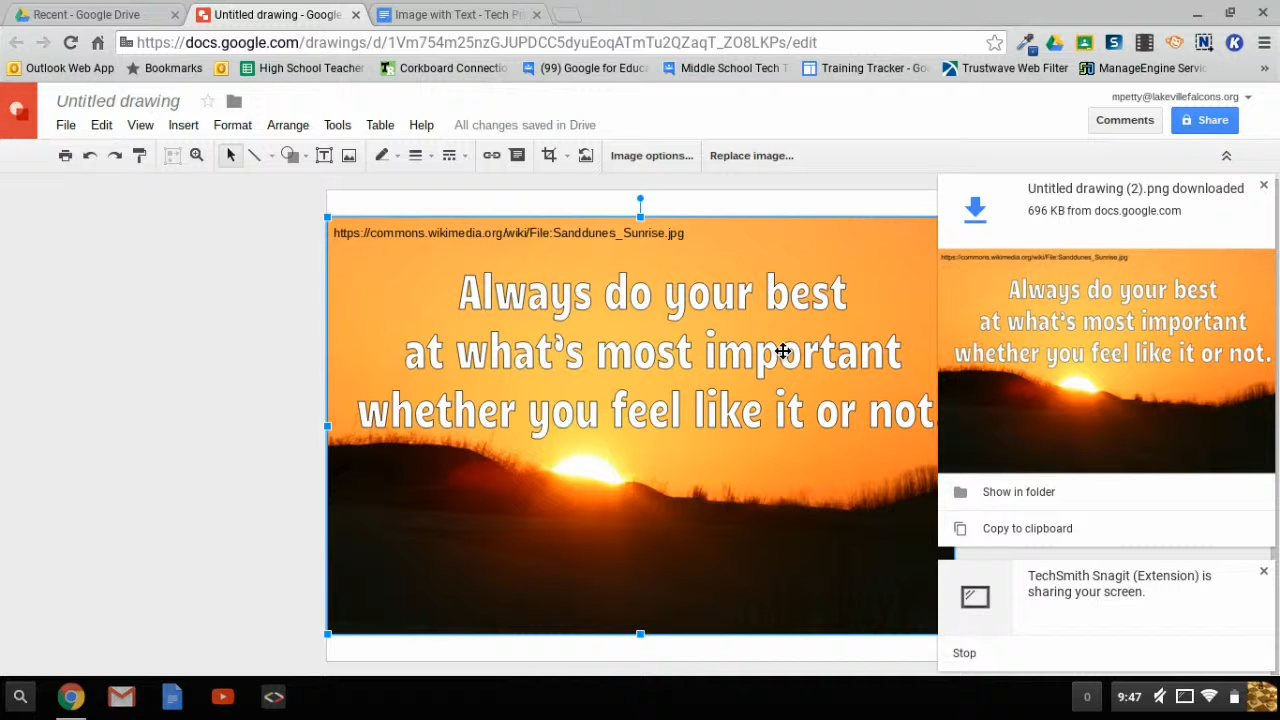 Recent - Google Drive
Untitled drawing - Google
Image with Text - Tech Pr
https://docs.google.com/drawings/d/1Vm754m25nzGJUPDCC5dyuEoqATmTu2QZaqT_ZO8LKPs/edit
Outlook Web App
Bookmarks
High School Teacher
Corkboard Connectio
(99) Google for Educa
Middle School Tech T
Training Tracker - Go
Trustwave Web Filter
ManageEngine Servic
»
Untitled drawing
mpetty@lakevillefalcons.org
File Edit View Insert Format Arrange Tools Table Help All changes saved in Drive
Comments
Share
Image options...
Replace image...
https://commons.wikimedia.org/wiki/File:Sanddunes_Sunrise.jpg
Always do your best
at what's most important
whether you feel like it or not
Untitled drawing (2).png downloaded
696 KB from docs.google.com
https://commons.wikimedia.org/wiki/File:Sanddunes_Sunrise.jpg
Always do your best
at what's most important
whether you feel like it or not.
Show in folder
Copy to clipboard
TechSmith Snagit (Extension) is
sharing your screen.
Stop
0
9:47